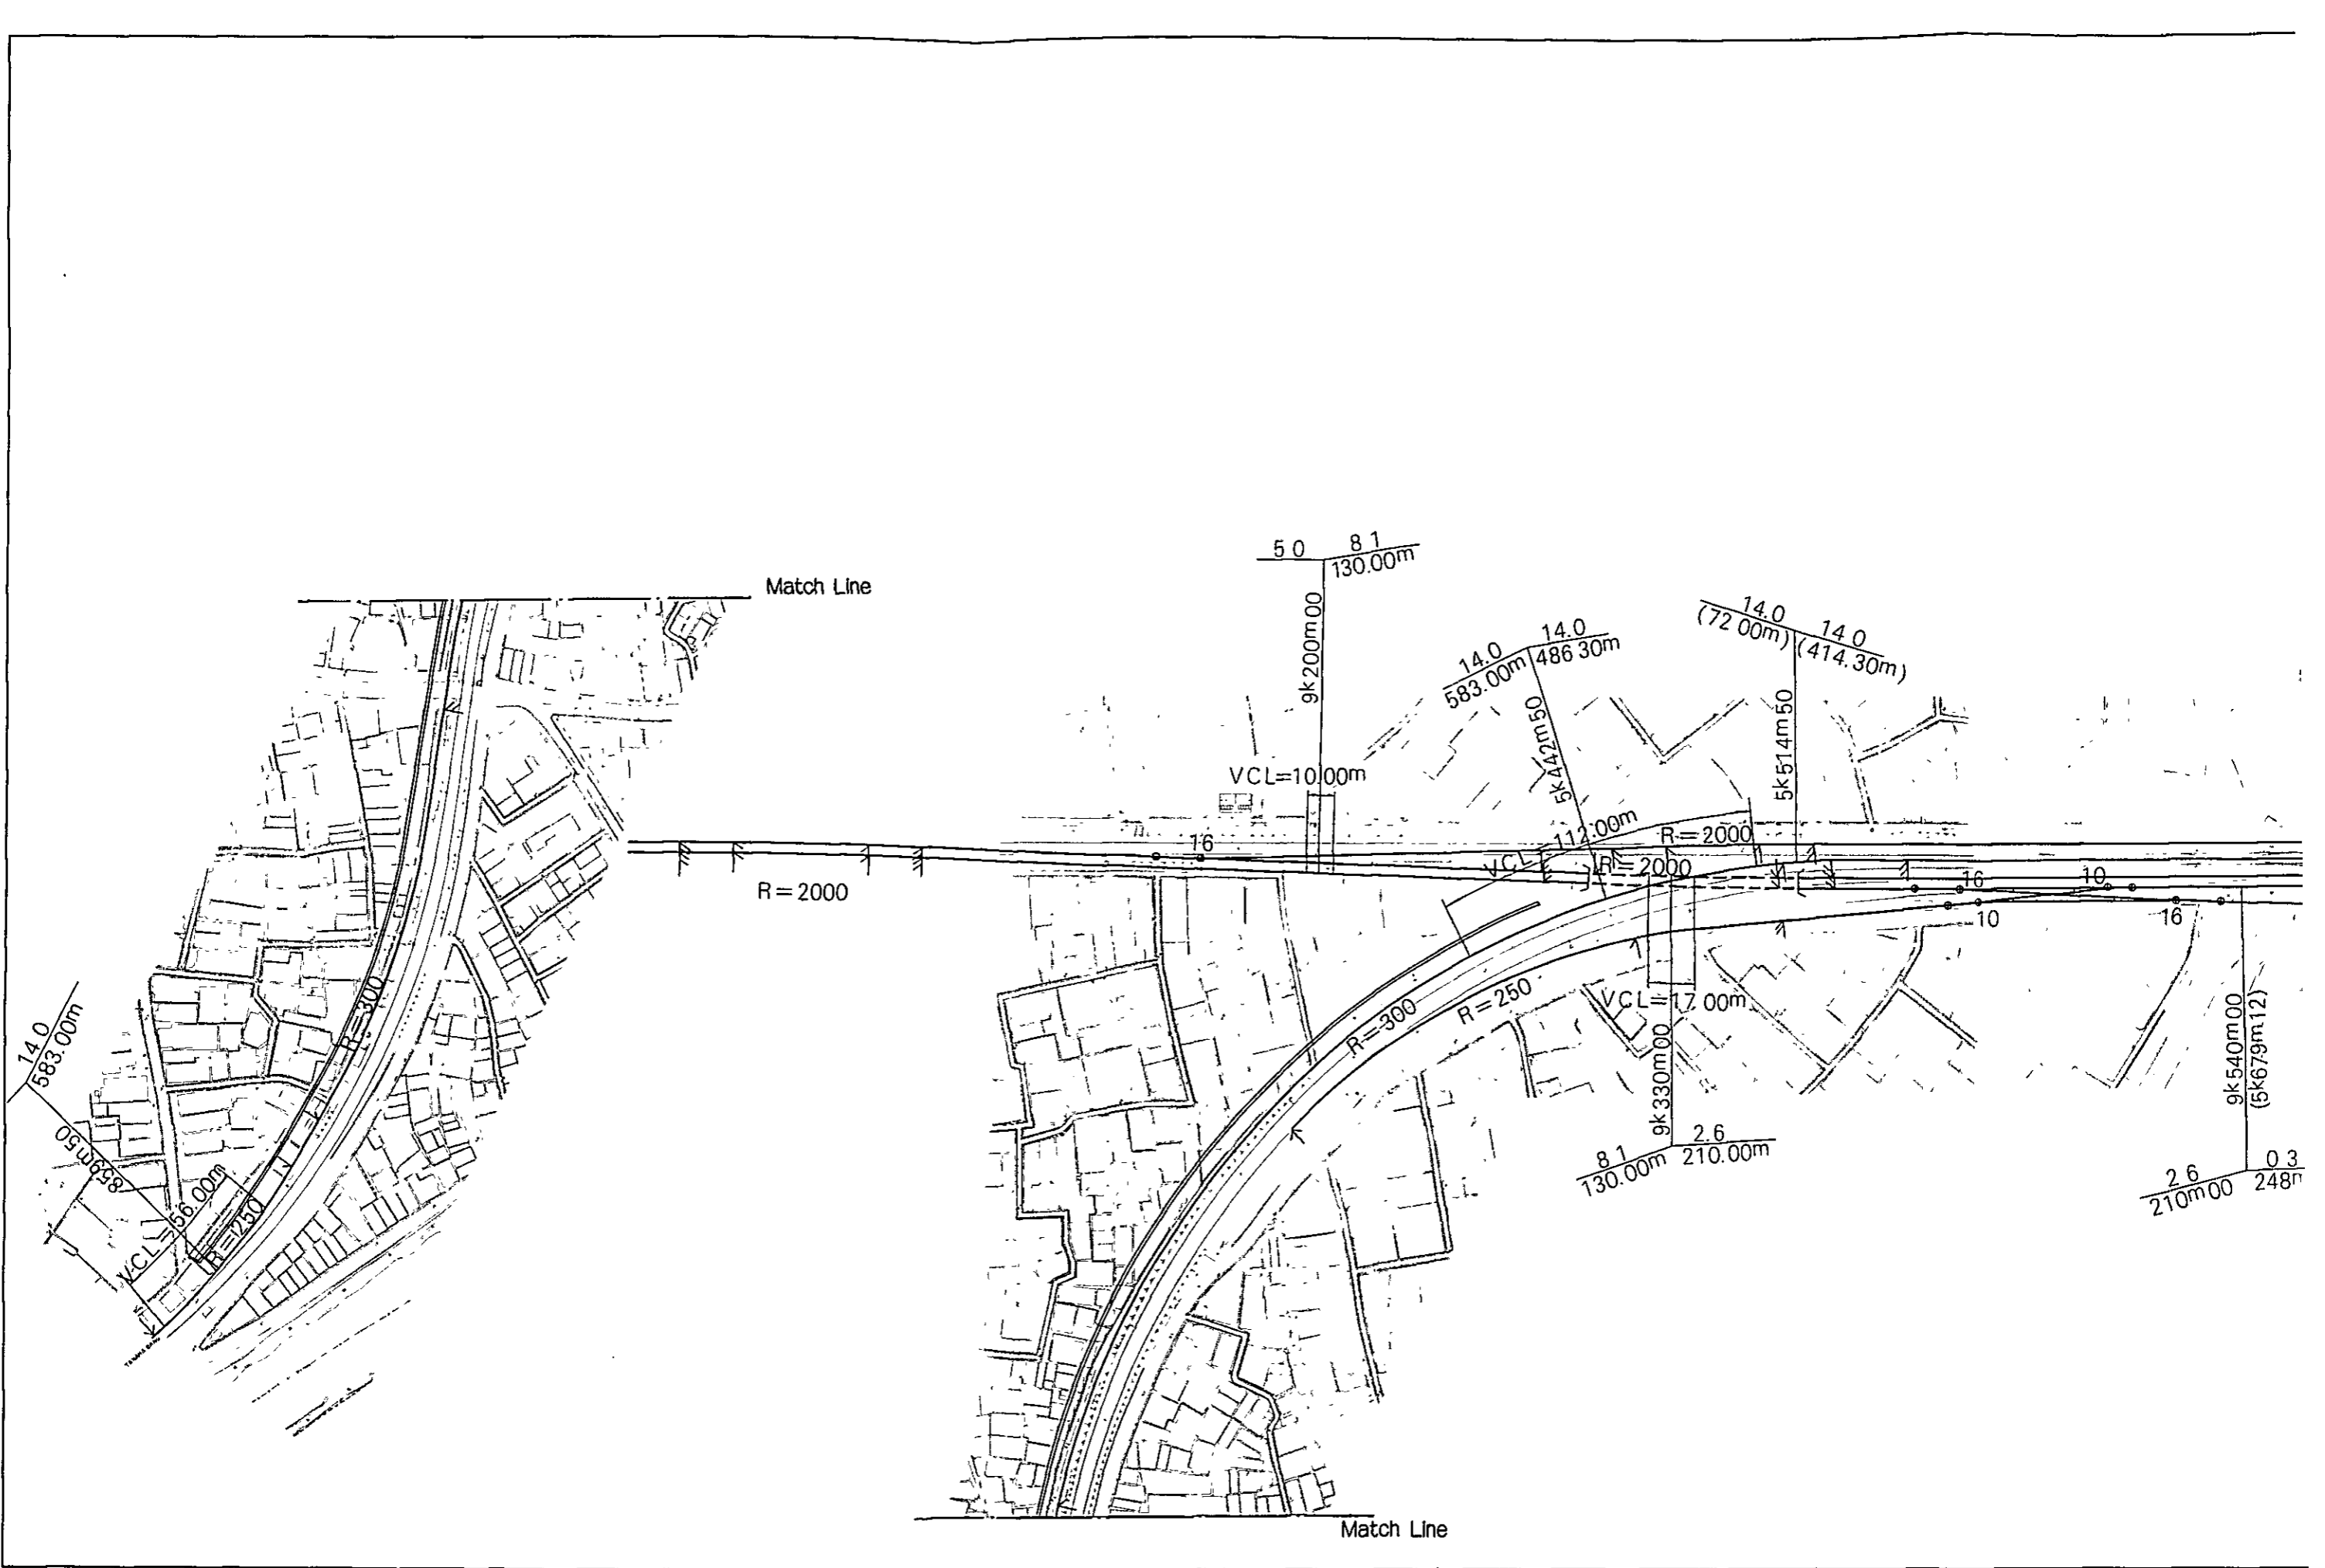 5 0
8 1
130.00m
9k200m00
Match Line
14.0
583.00m
14.0
486 30m
5k442m50
14.0
(72 00m)
14 0
(414.30m)
5k514m50
VCL=10.00m
16
R=2000
VCL=112.00m
R=2000
R=2000
16
10
10
16
R=300
R=250
VCL=17 00m
9k330m00
8 1
130.00m
2.6
210.00m
9k540m00
(5k679m12)
2 6
210m00
0 3
248m
R=300
14 0
583.00m
859m50
VCL=56.00m
R=1250
Match Line